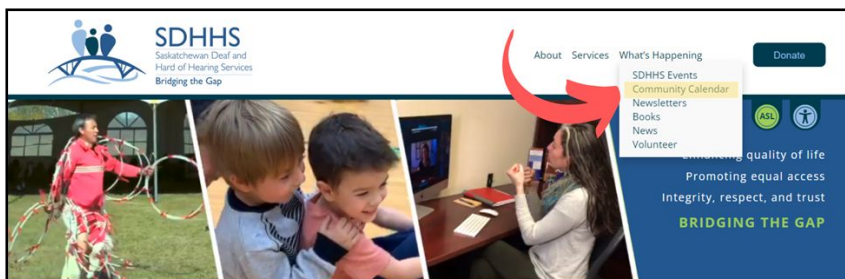 SDHHS
Saskatchewan Deaf and
Hard of Hearing Services
Bridging the Gap
About Services What's Happening
Donate
SDHHS Events
Community Calendar
Newsletters
Books
News
Volunteer
ASL
Enhancing quality of life
Promoting equal access
Integrity, respect, and trust
BRIDGING THE GAP